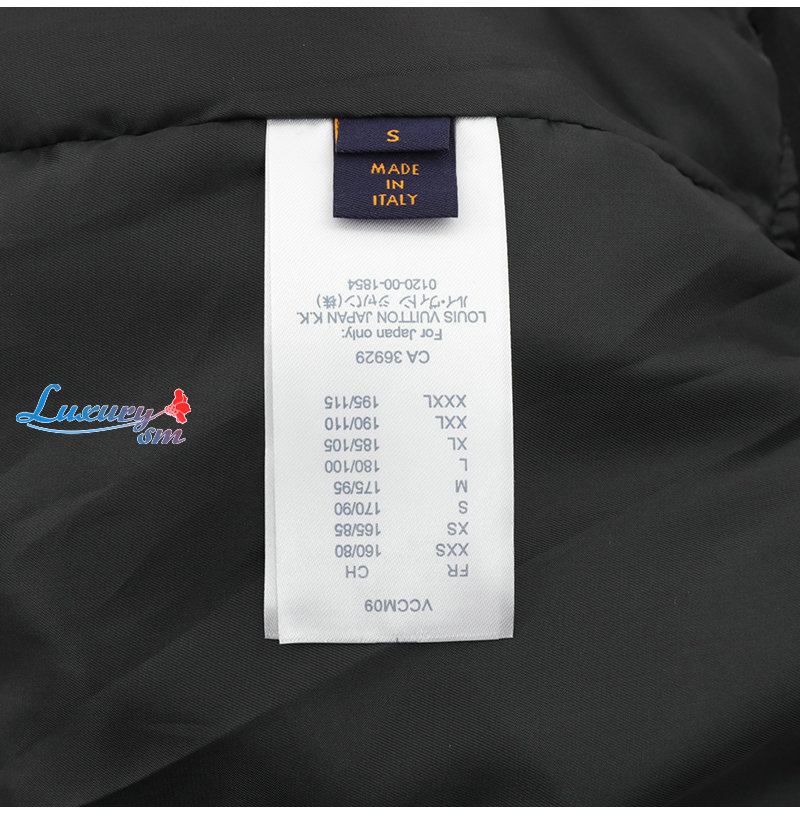 S
MADE
IN
ITALY
Luxury
sm
VCCM09
FR CH
XXS 160/80
XS 165/85
S 170/90
M 175/95
L 180/100
XL 185/105
XXL 190/110
XXXL 195/115
CA 36929
For Japan only:
LOUIS VUITTON JAPAN K.K.
ルイ・ヴィトン ジャパン(株)
0120-00-1854